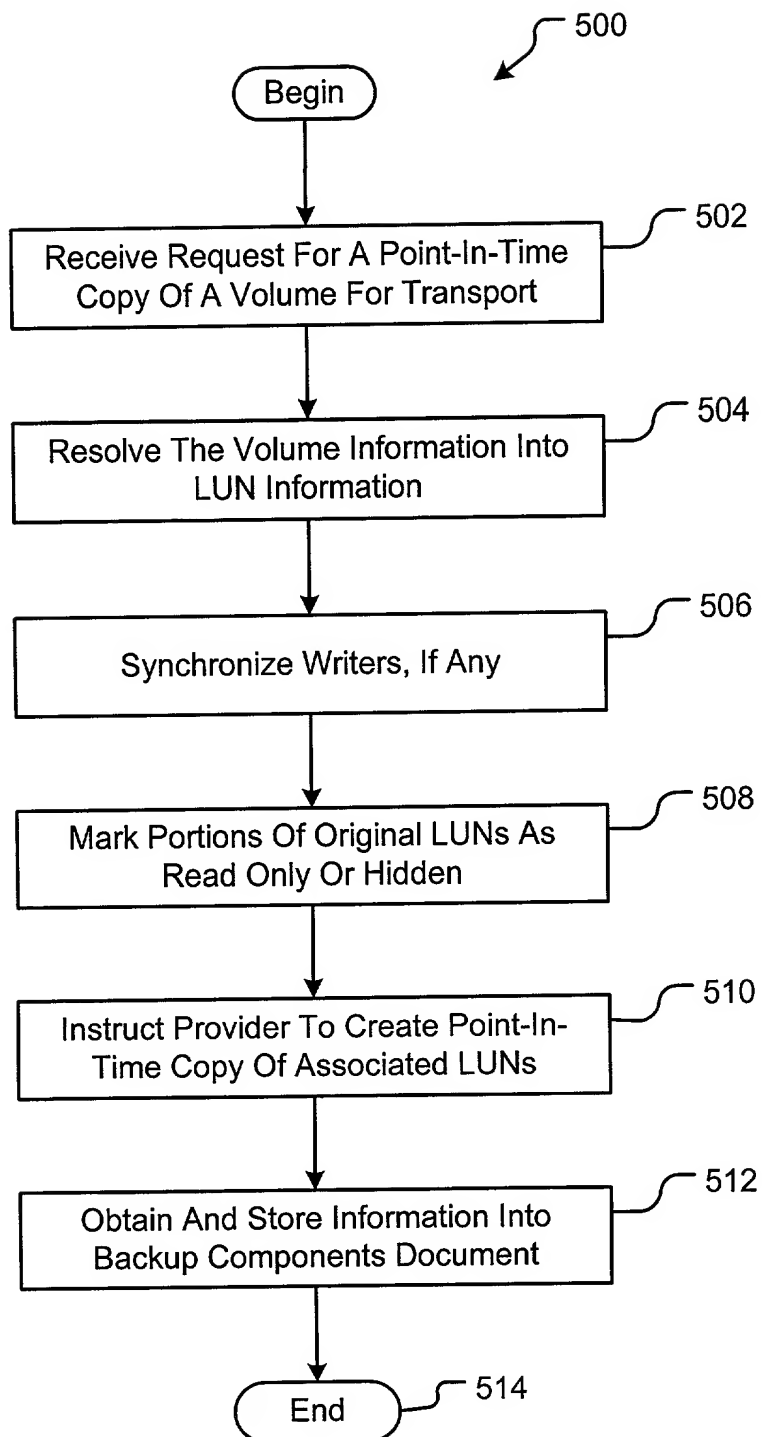 500
Begin
502
Receive Request For A Point-In-Time
Copy Of A Volume For Transport
504
Resolve The Volume Information Into
LUN Information
506
Synchronize Writers, If Any
508
Mark Portions Of Original LUNs As
Read Only Or Hidden
510
Instruct Provider To Create Point-In-
Time Copy Of Associated LUNs
512
Obtain And Store Information Into
Backup Components Document
514
End